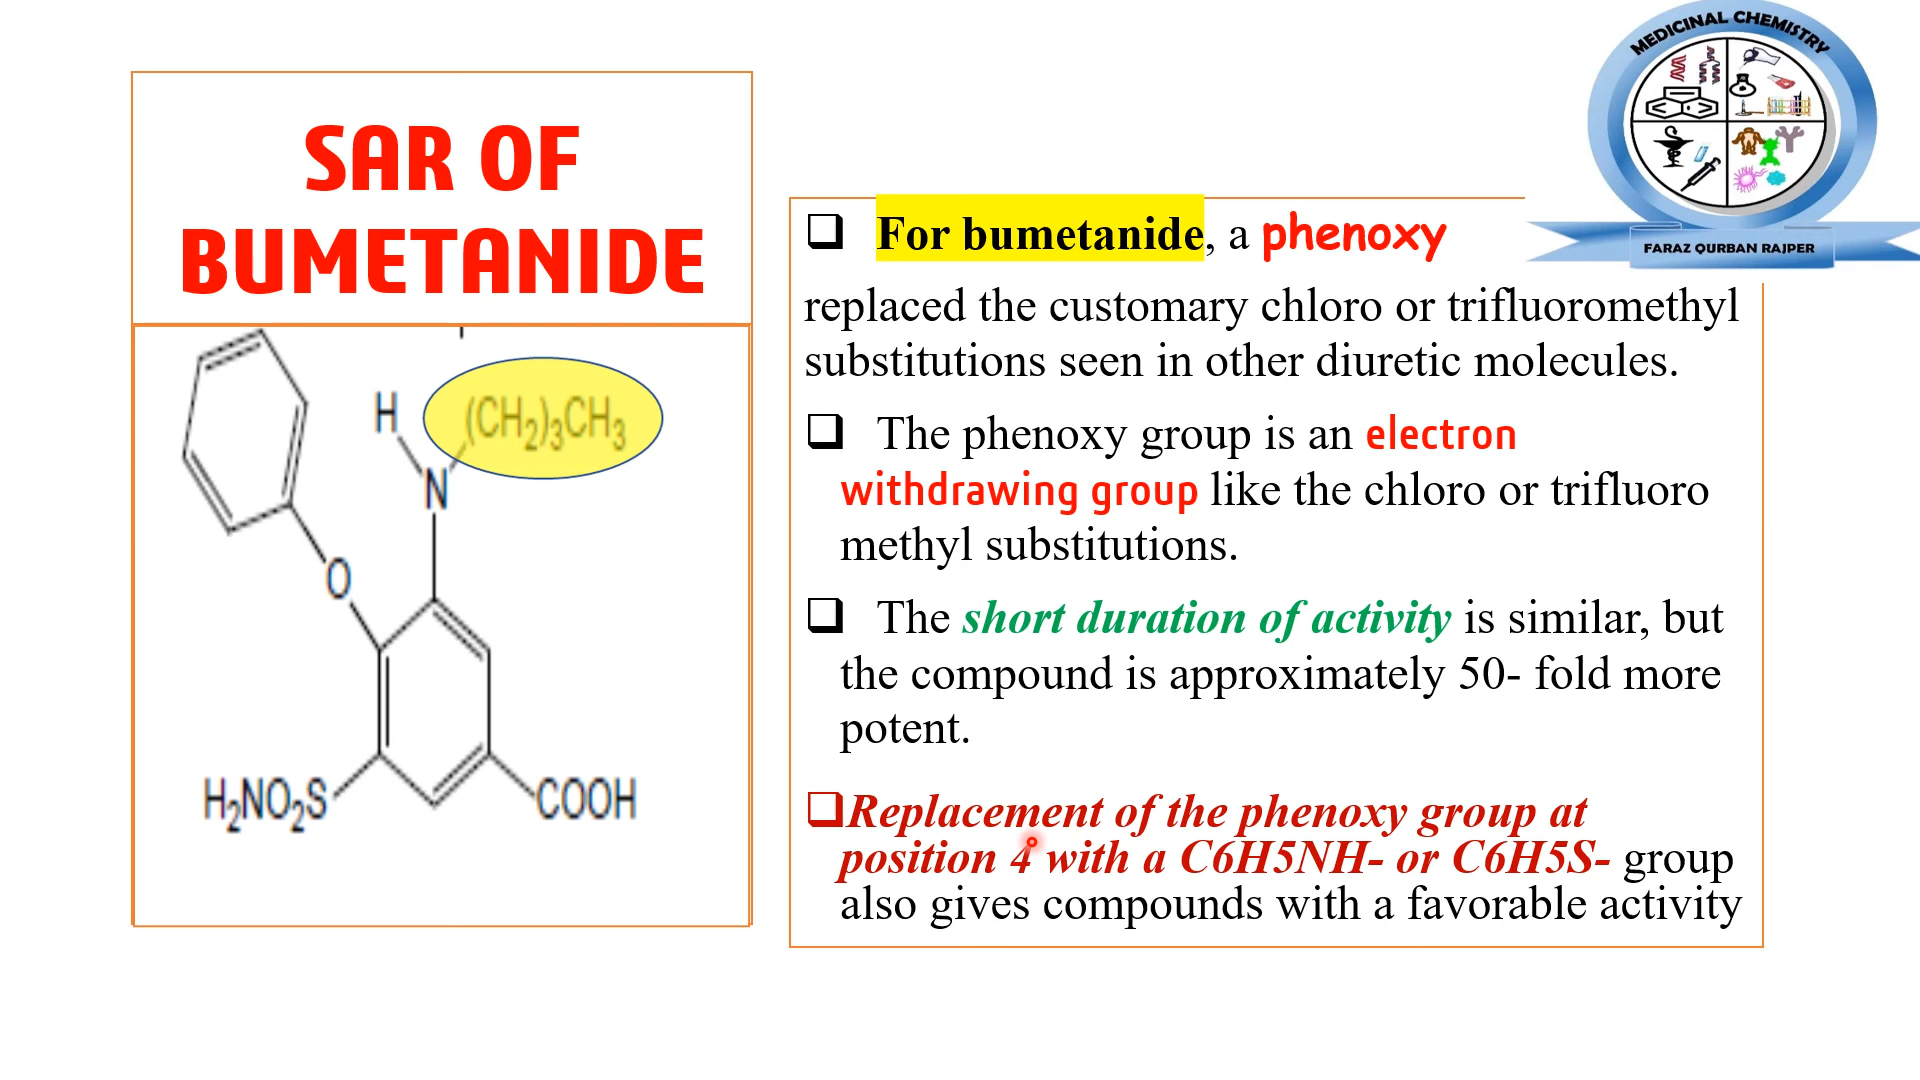 MEDICINAL CHEMISTRY
FARAZ QURBAN RAJPER
SAR OF
BUMETANIDE
H
(CH2)3CH3
N
O
H2NO2S
COOH
For bumetanide, a phenoxy
replaced the customary chloro or trifluoromethyl
substitutions seen in other diuretic molecules.
The phenoxy group is an electron
withdrawing group like the chloro or trifluoro
methyl substitutions.
The short duration of activity is similar, but
the compound is approximately 50- fold more
potent.
Replacement of the phenoxy group at
position 4 with a C6H5NH- or C6H5S- group
also gives compounds with a favorable activity